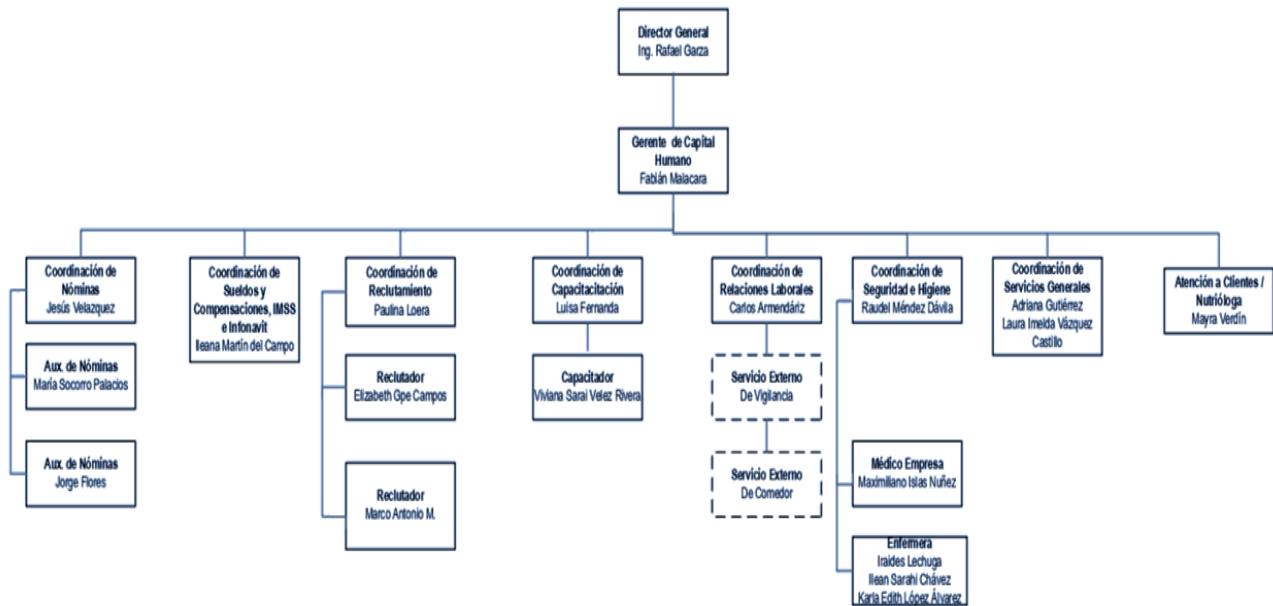 Director General
Ing. Rafael Garza
Gerente de Capital
Humano
Fabián Malacara
Coordinación de
Nóminas
Jesús Velazquez
Aux. de Nóminas
María Socorro Palacios
Aux. de Nóminas
Jorge Flores
Coordinación de
Sueldos y
Compensaciones, IMSS
e Infonavit
Ileana Martín del Campo
Coordinación de
Reclutamiento
Paulina Loera
Reclutador
Elizabeth Gpe Campos
Reclutador
Marco Antonio M.
Coordinación de
Capacitacitación
Luisa Fernanda
Capacitador
Viviana Sarai Velez Rivera
Coordinación de
Relaciones Laborales
Carlos Armendáriz
Servicio Externo
De Vigilancia
Servicio Externo
De Comedor
Coordinación de
Seguridad e Higiene
Raudel Méndez Dávila
Médico Empresa
Maximiliano Islas Nuñez
Enfermera
Iraides Lechuga
Ilean Sarahi Chávez
Karla Edith López Álvarez
Coordinación de
Servicios Generales
Adriana Gutiérrez
Laura Imelda Vázquez
Castillo
Atención a Clientes /
Nutrióloga
Mayra Verdín